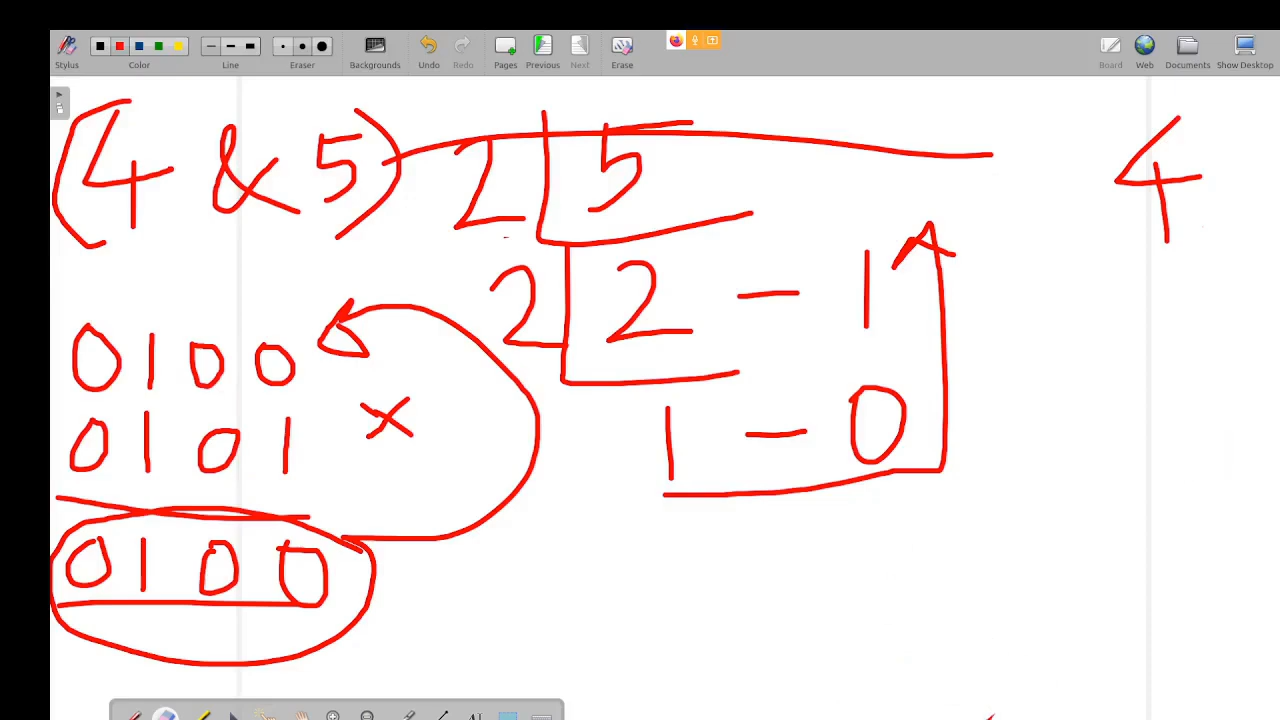 Stylus Color Line Eraser Backgrounds Undo Redo Pages Previous Next Erase Board Web Documents Show Desktop
(4 & 5) 2 5 4
2 2 - 1
0100
1 - 0
0101 ×
0100